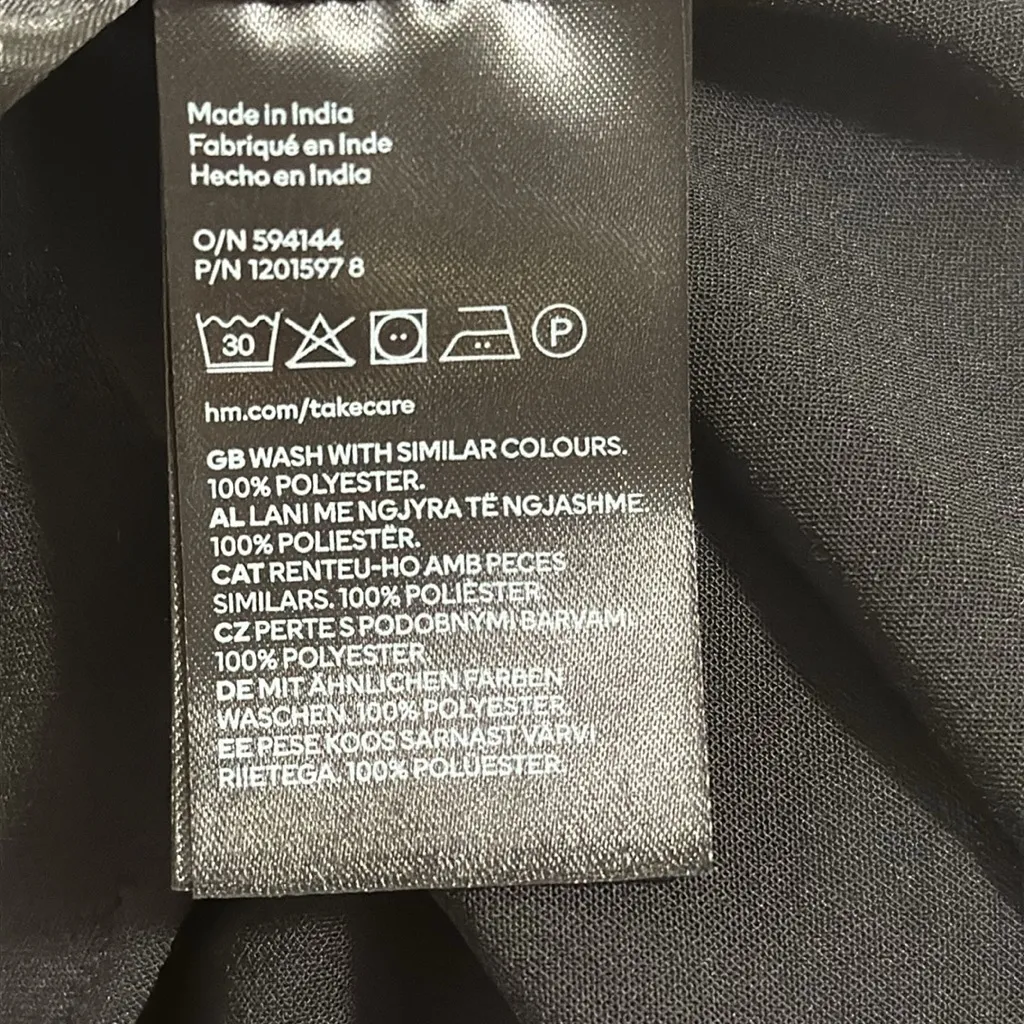 Made in India
Fabriqué en Inde
Hecho en India
O/N 594144
P/N 1201597 8
30 P
hm.com/takecare
GB WASH WITH SIMILAR COLOURS.
100% POLYESTER.
AL LANI ME NGJYRA TË NGJASHME.
100% POLIESTËR.
CAT RENTEU-HO AMB PECES
SIMILARS. 100% POLIÈSTER.
CZ PERTE S PODOBNÝMI BARVAMI.
100% POLYESTER.
DE MIT ÄHNLICHEN FARBEN
WASCHEN. 100% POLYESTER.
EE PESE KOOS SARNAST VÄRVI
RIIETEGA. 100% POLÜESTER.